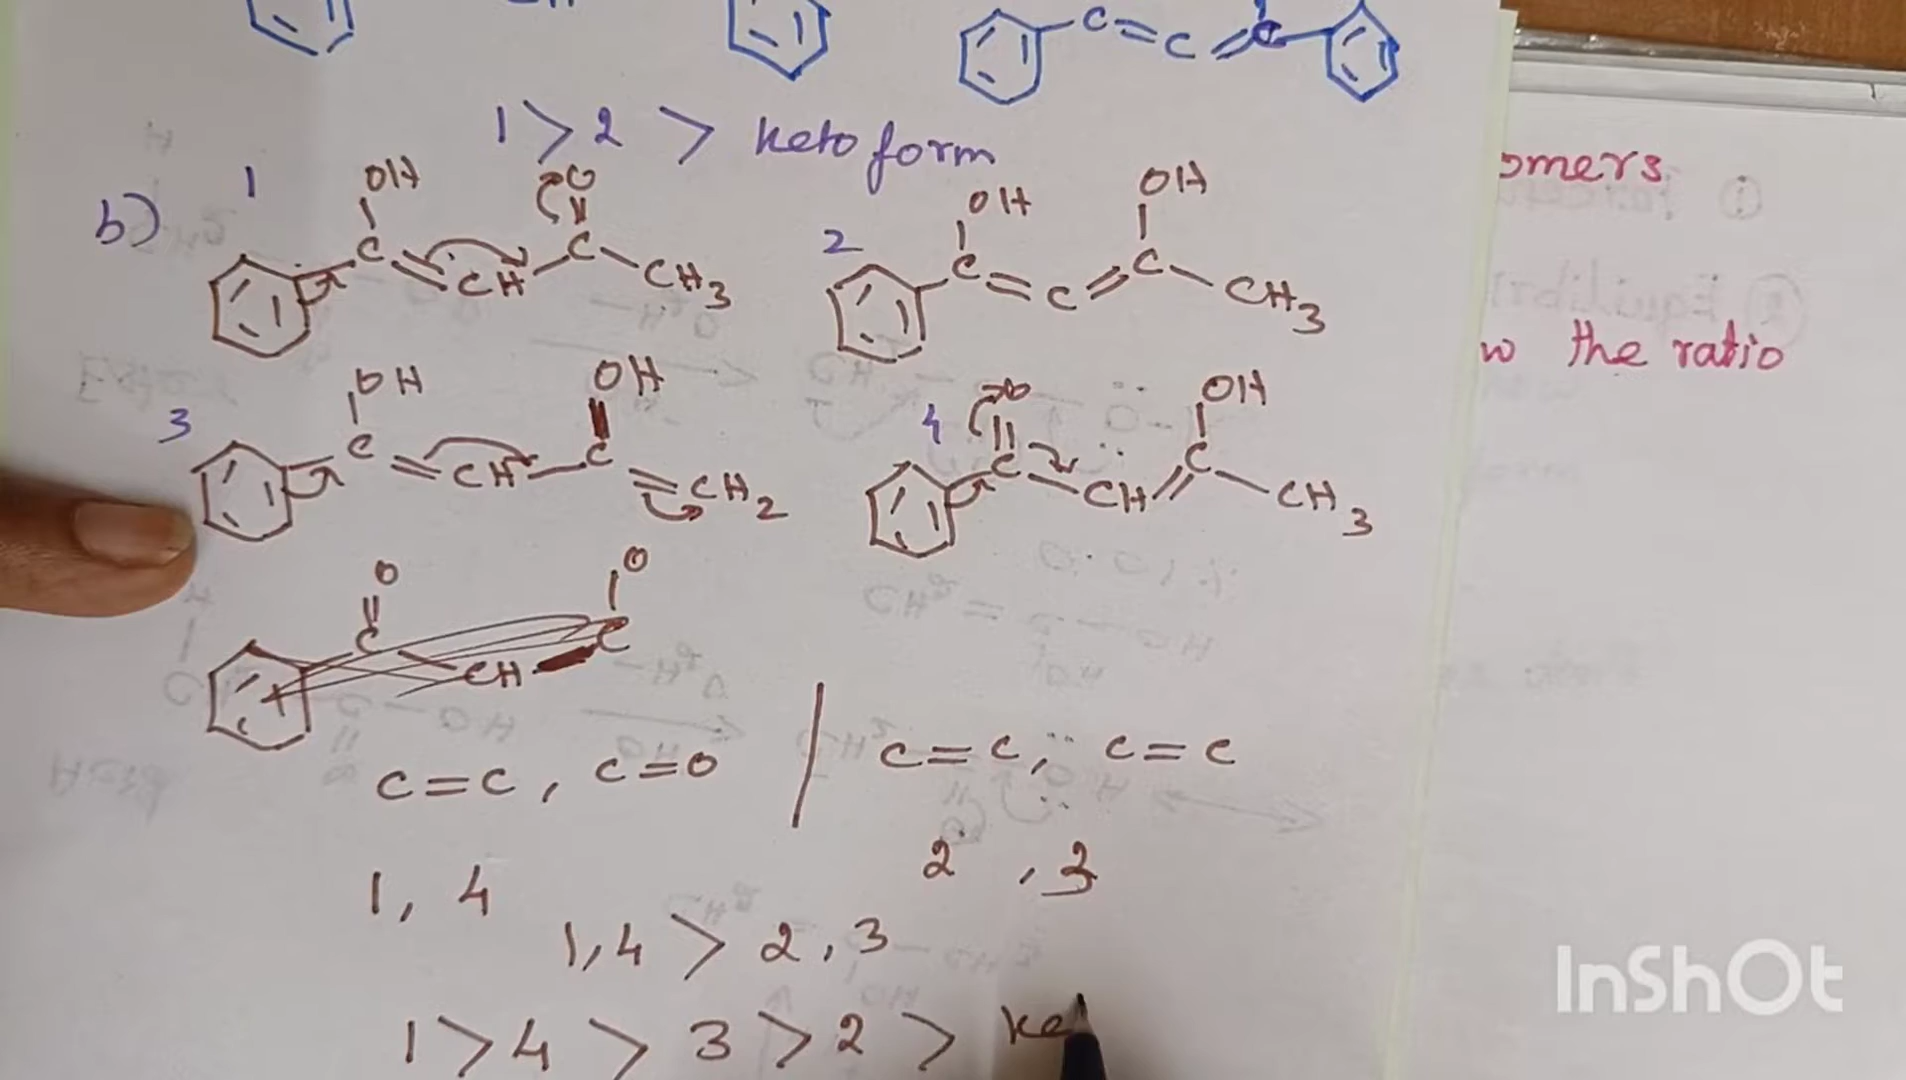 C = C = C
1 > 2 > keto form
omers
b) 1 OH O C = CH C CH3
2 OH OH C = C = C CH3
w the ratio
3 OH OH C = CH C = CH2
4 O OH C CH = C CH3
O O
C CH C
C = C , C = O | C = C , C = C
1, 4 2 , 3
1,4 > 2,3
1 > 4 > 3 > 2 > ke
InShOt